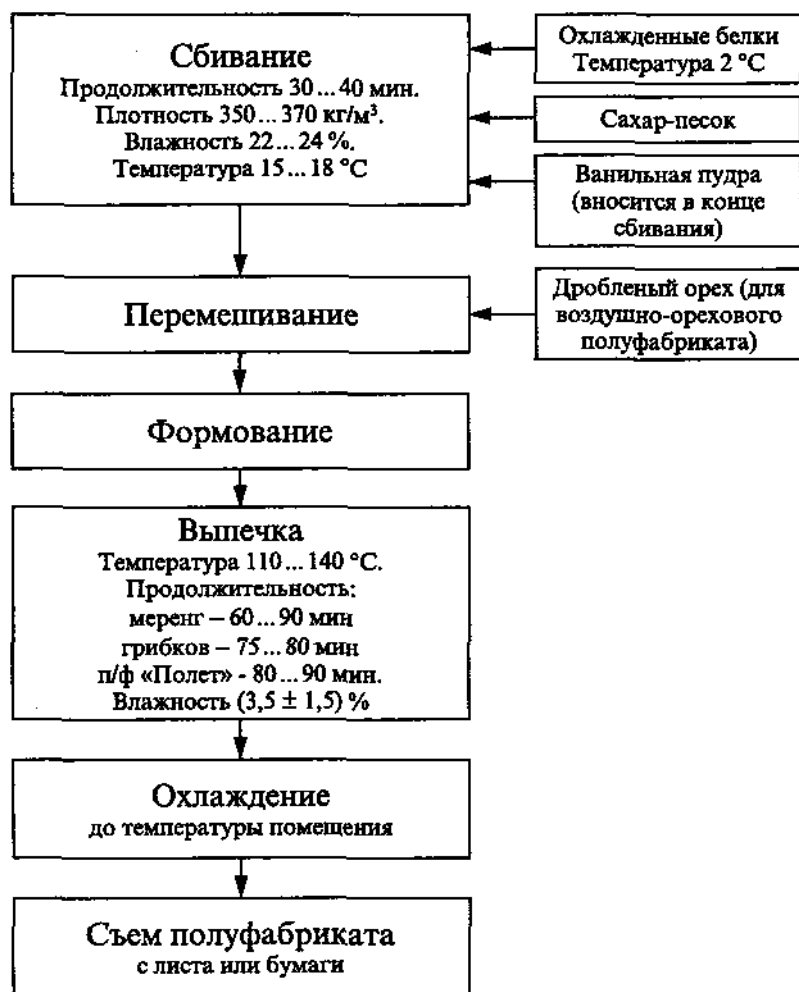 Сбивание
Продолжительность 30 ... 40 мин.
Плотность 350... 370 кг/м³.
Влажность 22 ... 24 %.
Температура 15 ... 18 °С
Охлажденные белки
Температура 2 °С
Сахар-песок
Ванильная пудра
(вносится в конце
сбивания)
Перемешивание
Дробленый орех (для
воздушно-орехового
полуфабриката)
Формование
Выпечка
Температура 110 ... 140 °С.
Продолжительность:
меренг – 60 ... 90 мин
грибков – 75 ... 80 мин
п/ф «Полет» - 80 ... 90 мин.
Влажность (3,5 ± 1,5) %
Охлаждение
до температуры помещения
Съем полуфабриката
с листа или бумаги